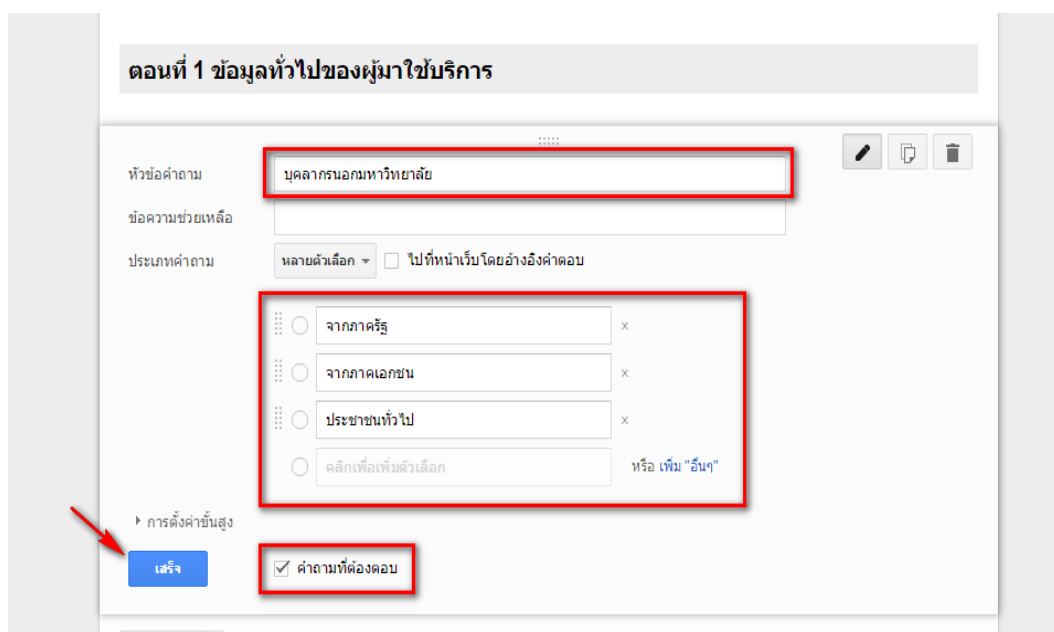 ตอนที่ 1 ข้อมูลทั่วไปของผู้มาใช้บริการ
หัวข้อคำถาม บุคลากรนอกมหาวิทยาลัย
ข้อความช่วยเหลือ
ประเภทคำถาม หลายตัวเลือก ไปที่หน้าเว็บโดยอ้างอิงคำตอบ
จากภาครัฐ x
จากภาคเอกชน x
ประชาชนทั่วไป x
คลิกเพื่อเพิ่มตัวเลือก หรือ เพิ่ม "อื่นๆ"
การตั้งค่าขั้นสูง
เสร็จ คำถามที่ต้องตอบ